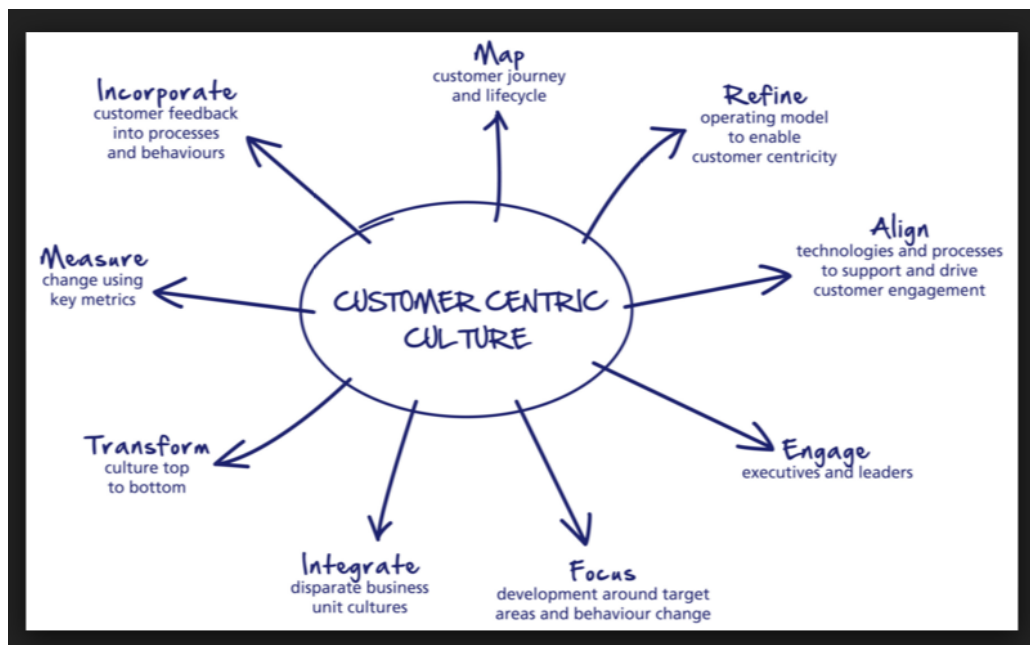 Map
customer journey
and lifecycle
Refine
operating model
to enable
customer centricity
Align
technologies and processes
to support and drive
customer engagement
Engage
executives and leaders
Focus
development around target
areas and behaviour change
Integrate
disparate business
unit cultures
Transform
culture top
to bottom
Measure
change using
key metrics
Incorporate
customer feedback
into processes
and behaviours
CUSTOMER CENTRIC
CULTURE